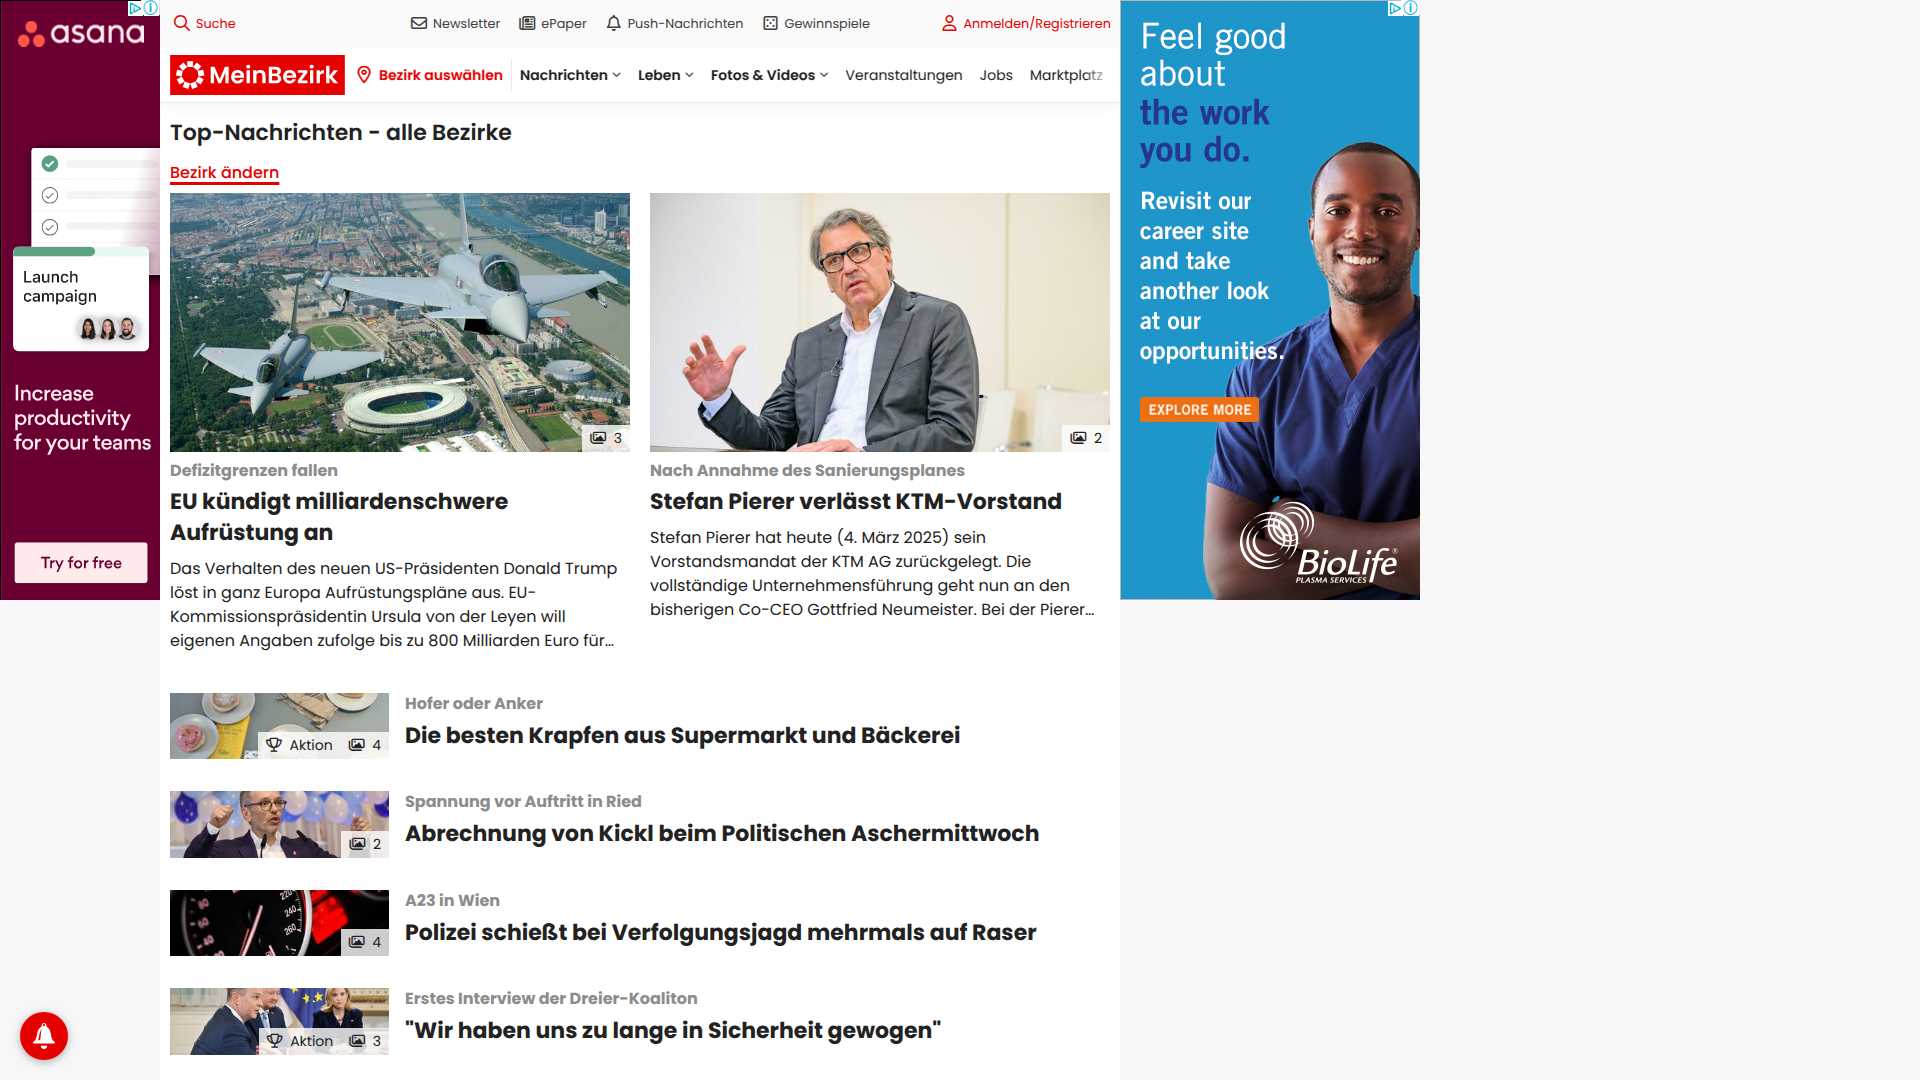 asana
Launch
campaign
Increase
productivity
for your teams
Try for free
Suche
Newsletter
ePaper
Push-Nachrichten
Gewinnspiele
Anmelden/Registrieren
MeinBezirk
Bezirk auswählen
Nachrichten
Leben
Fotos & Videos
Veranstaltungen
Jobs
Marktplatz
Top-Nachrichten - alle Bezirke
Bezirk ändern
3
Defizitgrenzen fallen
EU kündigt milliardenschwere
Aufrüstung an
Das Verhalten des neuen US-Präsidenten Donald Trump
löst in ganz Europa Aufrüstungspläne aus. EU-
Kommissionspräsidentin Ursula von der Leyen will
eigenen Angaben zufolge bis zu 800 Milliarden Euro für...
2
Nach Annahme des Sanierungsplanes
Stefan Pierer verlässt KTM-Vorstand
Stefan Pierer hat heute (4. März 2025) sein
Vorstandsmandat der KTM AG zurückgelegt. Die
vollständige Unternehmensführung geht nun an den
bisherigen Co-CEO Gottfried Neumeister. Bei der Pierer...
Aktion 4
Hofer oder Anker
Die besten Krapfen aus Supermarkt und Bäckerei
2
Spannung vor Auftritt in Ried
Abrechnung von Kickl beim Politischen Aschermittwoch
220
240
260
4
A23 in Wien
Polizei schießt bei Verfolgungsjagd mehrmals auf Raser
Aktion 3
Erstes Interview der Dreier-Koaliton
"Wir haben uns zu lange in Sicherheit gewogen"
Feel good
about
the work
you do.
Revisit our
career site
and take
another look
at our
opportunities.
EXPLORE MORE
BioLife
PLASMA SERVICES